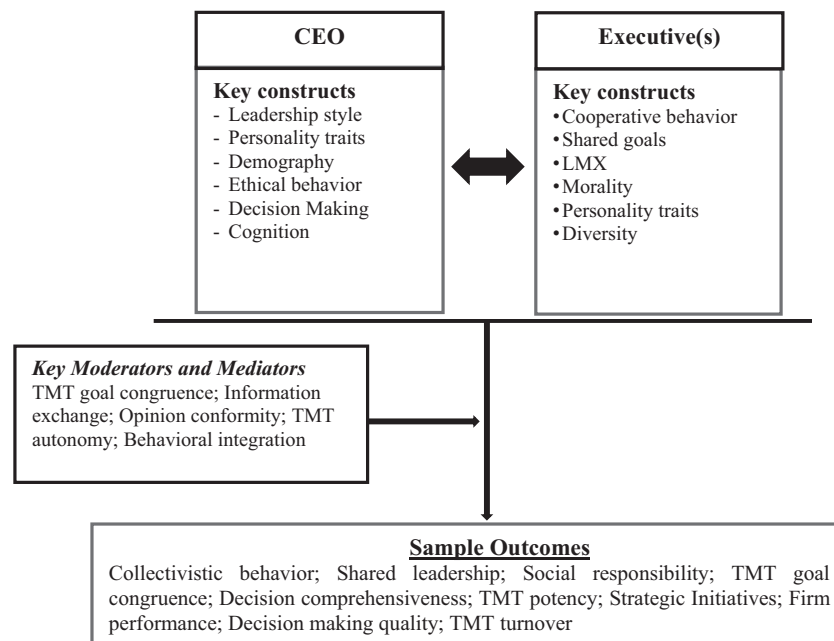 CEO
Key constructs
- Leadership style
- Personality traits
- Demography
- Ethical behavior
- Decision Making
- Cognition
Executive(s)
Key constructs
•Cooperative behavior
•Shared goals
•LMX
•Morality
•Personality traits
•Diversity
Key Moderators and Mediators
TMT goal congruence; Information
exchange; Opinion conformity; TMT
autonomy; Behavioral integration
Sample Outcomes
Collectivistic behavior; Shared leadership; Social responsibility; TMT goal
congruence; Decision comprehensiveness; TMT potency; Strategic Initiatives; Firm
performance; Decision making quality; TMT turnover